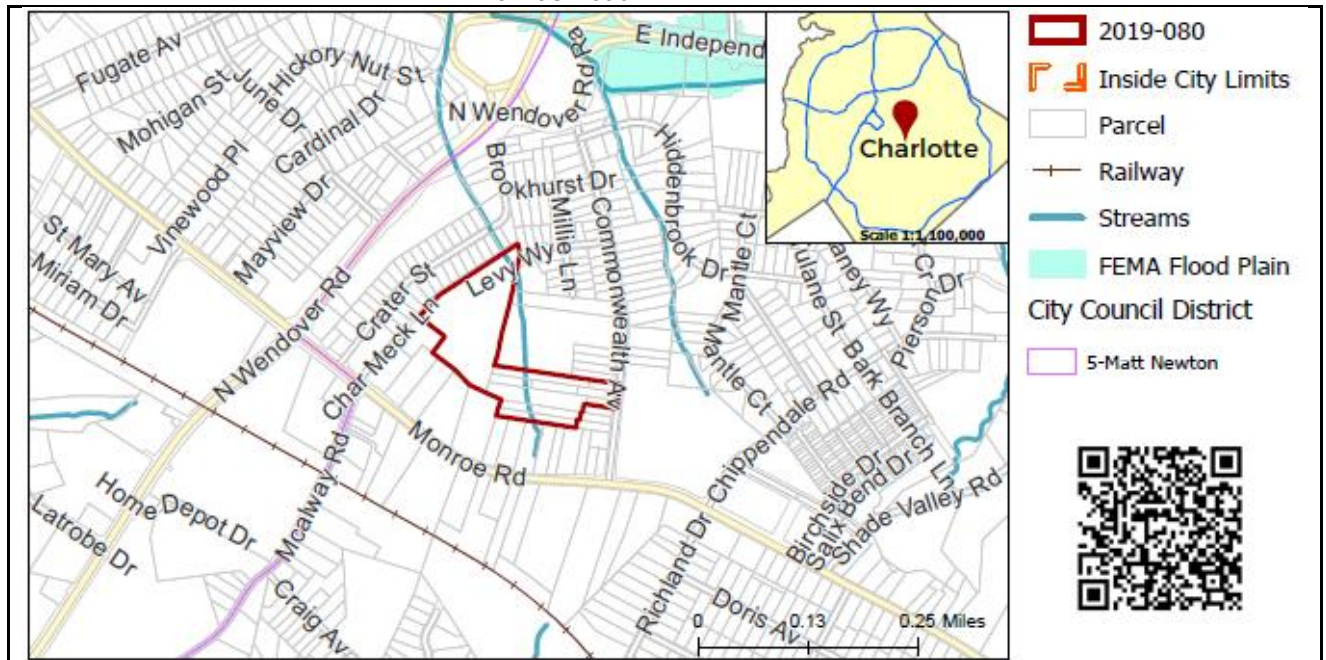 E Independ
Fugate Av
Hickory Nut St
June Dr
Mohigan St
Cardinal Dr
N Wendover Rd Ra
Vinewood Pl
Mayview Dr
St Mary Av
Miriam Dr
Brookhurst Dr
Millie Ln
Commonwealth Av
Hiddenbrook Dr
Levy Wy
Crater St
Char Meck Ln
N Wendover Rd
W Mantle Ct
Mantle Ct
ulane St
aney Wy
Cr
Pierson Dr
Bark Branch Ln
Chippendale Rd
Monroe Rd
Mcalway Rd
Home Depot Dr
Latrobe Dr
Craig Av
Richland Dr
Doris Av
Birchside Dr
Salix Bend Dr
Shade Valley Rd
0 0.13 0.25 Miles
Charlotte
Scale 1:1,100,000
2019-080
Inside City Limits
Parcel
Railway
Streams
FEMA Flood Plain
City Council District
5-Matt Newton